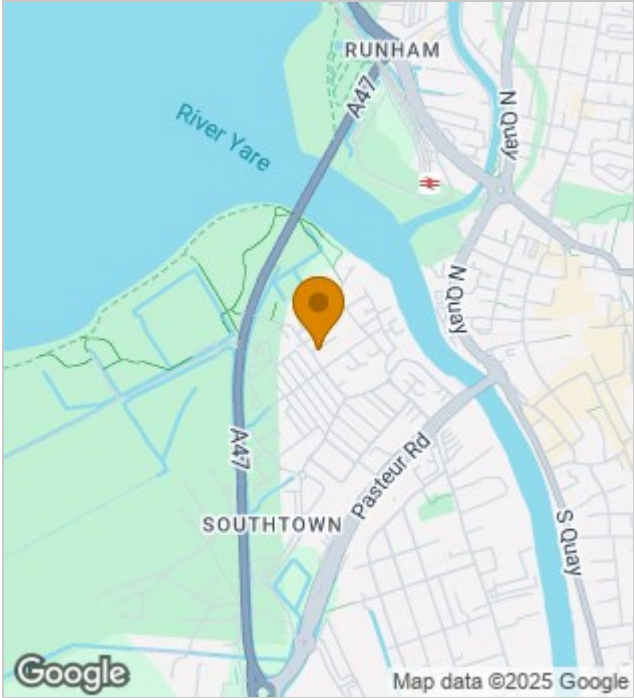 RUNHAM
A47
River Yare
N Quay
N Quay
A47
Pasteur Rd
SOUTHTOWN
S Quay
Google
Map data ©2025 Google